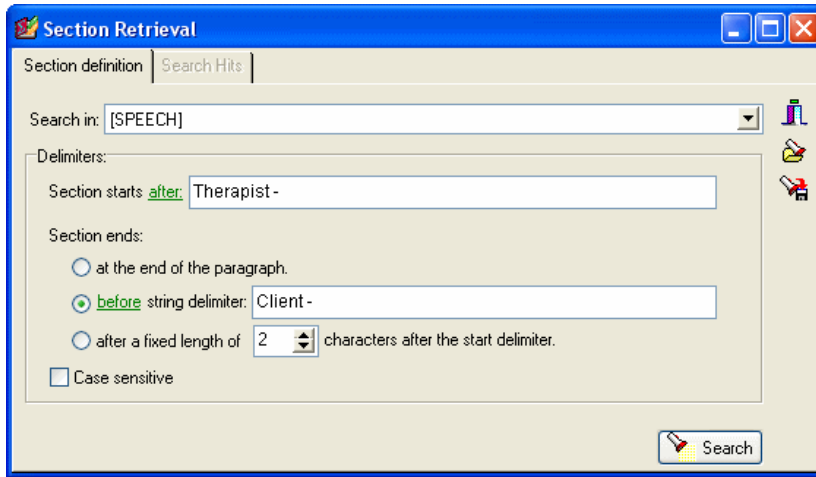 Section Retrieval
Section definition Search Hits
Search in: [SPEECH]
Delimiters:
Section starts after: Therapist -
Section ends:
at the end of the paragraph.
before string delimiter: Client -
after a fixed length of 2 characters after the start delimiter.
Case sensitive
Search